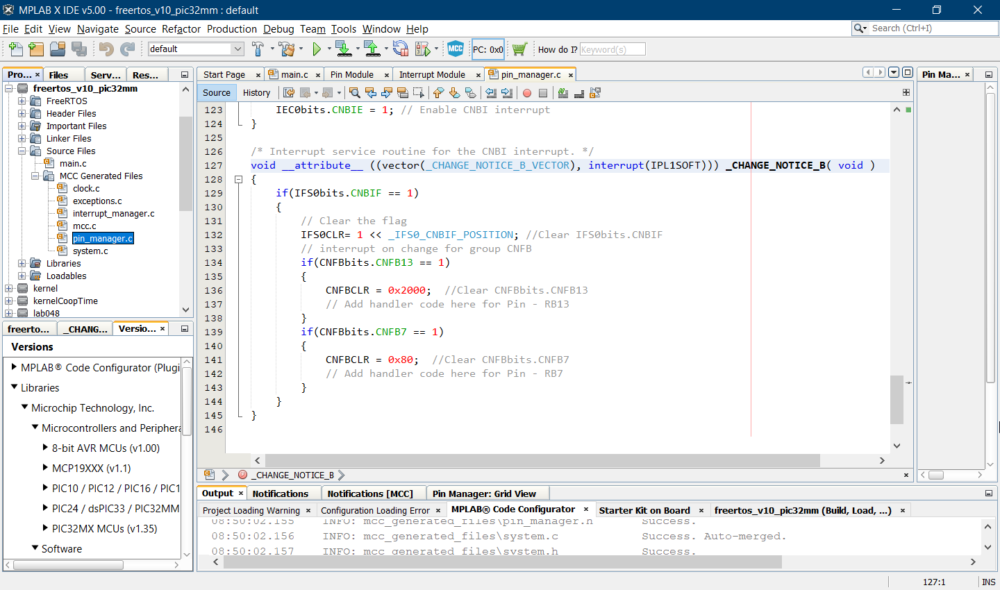 MPLAB X IDE v5.00 - freertos_v10_pic32mm : default
File Edit View Navigate Source Refactor Production Debug Team Tools Window Help
Search (Ctrl+I)
default
MCC
PC: 0x0
How do I?
Keyword(s)
Pro... × Files Serv... Res...
freertos_v10_pic32mm
FreeRTOS
Header Files
Important Files
Linker Files
Source Files
main.c
MCC Generated Files
clock.c
exceptions.c
interrupt_manager.c
mcc.c
pin_manager.c
system.c
Libraries
Loadables
kernel
kernelCoopTime
lab048
freerto... _CHANG... Versio... ×
Versions
MPLAB® Code Configurator (Plugi
Libraries
Microchip Technology, Inc.
Microcontrollers and Periphera
8-bit AVR MCUs (v1.00)
MCP19XXX (v1.1)
PIC10 / PIC12 / PIC16 / PIC1
PIC24 / dsPIC33 / PIC32MM
PIC32MX MCUs (v1.35)
Software
Start Page × main.c × Pin Module × Interrupt Module × pin_manager.c ×
Source History
123 IEC0bits.CNBIE = 1; // Enable CNBI interrupt
124 }
125
126 /* Interrupt service routine for the CNBI interrupt. */
127 void __attribute__ ((vector(_CHANGE_NOTICE_B_VECTOR), interrupt(IPL1SOFT))) _CHANGE_NOTICE_B( void )
128 {
129 if(IFS0bits.CNBIF == 1)
130 {
131 // Clear the flag
132 IFS0CLR= 1 << _IFS0_CNBIF_POSITION; //Clear IFS0bits.CNBIF
133 // interrupt on change for group CNFB
134 if(CNFBbits.CNFB13 == 1)
135 {
136 CNFBCLR = 0x2000; //Clear CNFBbits.CNFB13
137 // Add handler code here for Pin - RB13
138 }
139 if(CNFBbits.CNFB7 == 1)
140 {
141 CNFBCLR = 0x80; //Clear CNFBbits.CNFB7
142 // Add handler code here for Pin - RB7
143 }
144 }
145 }
146
_CHANGE_NOTICE_B
Pin Ma... ×
Output × Notifications Notifications [MCC] Pin Manager: Grid View
Project Loading Warning × Configuration Loading Error × MPLAB® Code Configurator × Starter Kit on Board × freertos_v10_pic32mm (Build, Load, ...) ×
08:50:02.155 INFO: mcc_generated_files\pin_manager.h Success.
08:50:02.156 INFO: mcc_generated_files\system.c Success. Auto-merged.
08:50:02.157 INFO: mcc_generated_files\system.h Success.
127:1 INS